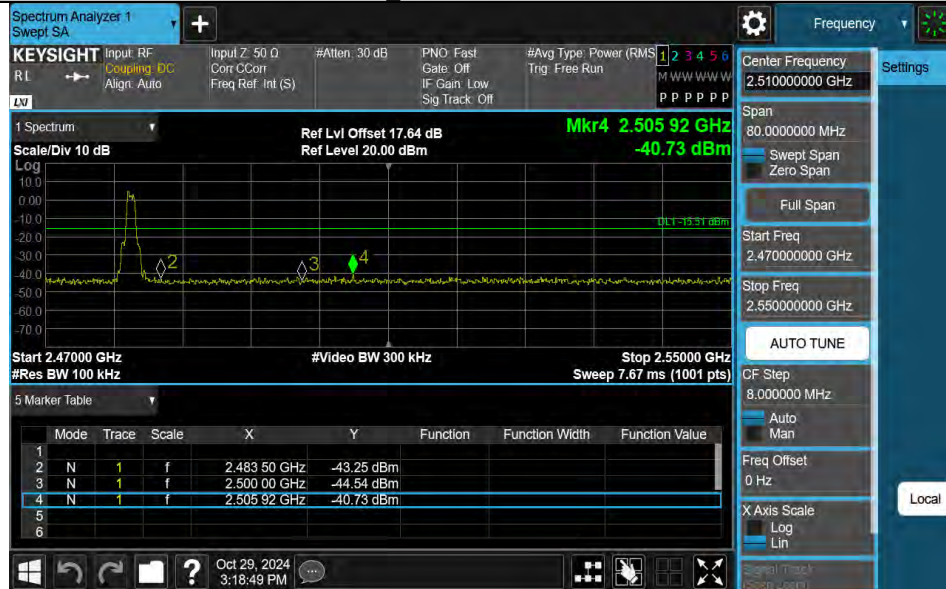 Spectrum Analyzer 1
Swept SA
Frequency
KEYSIGHT
RL
LXI
Input: RF
Coupling: DC
Align: Auto
Input Z: 50 Ω
Corr CCorr
Freq Ref: Int (S)
#Atten: 30 dB
PNO: Fast
Gate: Off
IF Gain: Low
Sig Track: Off
#Avg Type: Power (RMS
Trig: Free Run
1 2 3 4 5 6
M W W W W W
P P P P P P
Center Frequency
2.510000000 GHz
Settings
1 Spectrum
Scale/Div 10 dB
Ref Lvl Offset 17.64 dB
Ref Level 20.00 dBm
Mkr4 2.505 92 GHz
-40.73 dBm
Log
10.0
0.00
-10.0
-20.0
-30.0
-40.0
-50.0
-60.0
-70.0
DL1 -15.51 dBm
2
3
4
Start 2.47000 GHz
#Res BW 100 kHz
#Video BW 300 kHz
Stop 2.55000 GHz
Sweep 7.67 ms (1001 pts)
Span
80.0000000 MHz
Swept Span
Zero Span
Full Span
Start Freq
2.470000000 GHz
Stop Freq
2.550000000 GHz
AUTO TUNE
CF Step
8.000000 MHz
Auto
Man
Freq Offset
0 Hz
X Axis Scale
Log
Lin
Signal Track
Local
5 Marker Table
Mode Trace Scale X Y Function Function Width Function Value
1
2 N 1 f 2.483 50 GHz -43.25 dBm
3 N 1 f 2.500 00 GHz -44.54 dBm
4 N 1 f 2.505 92 GHz -40.73 dBm
5
6
Oct 29, 2024
3:18:49 PM